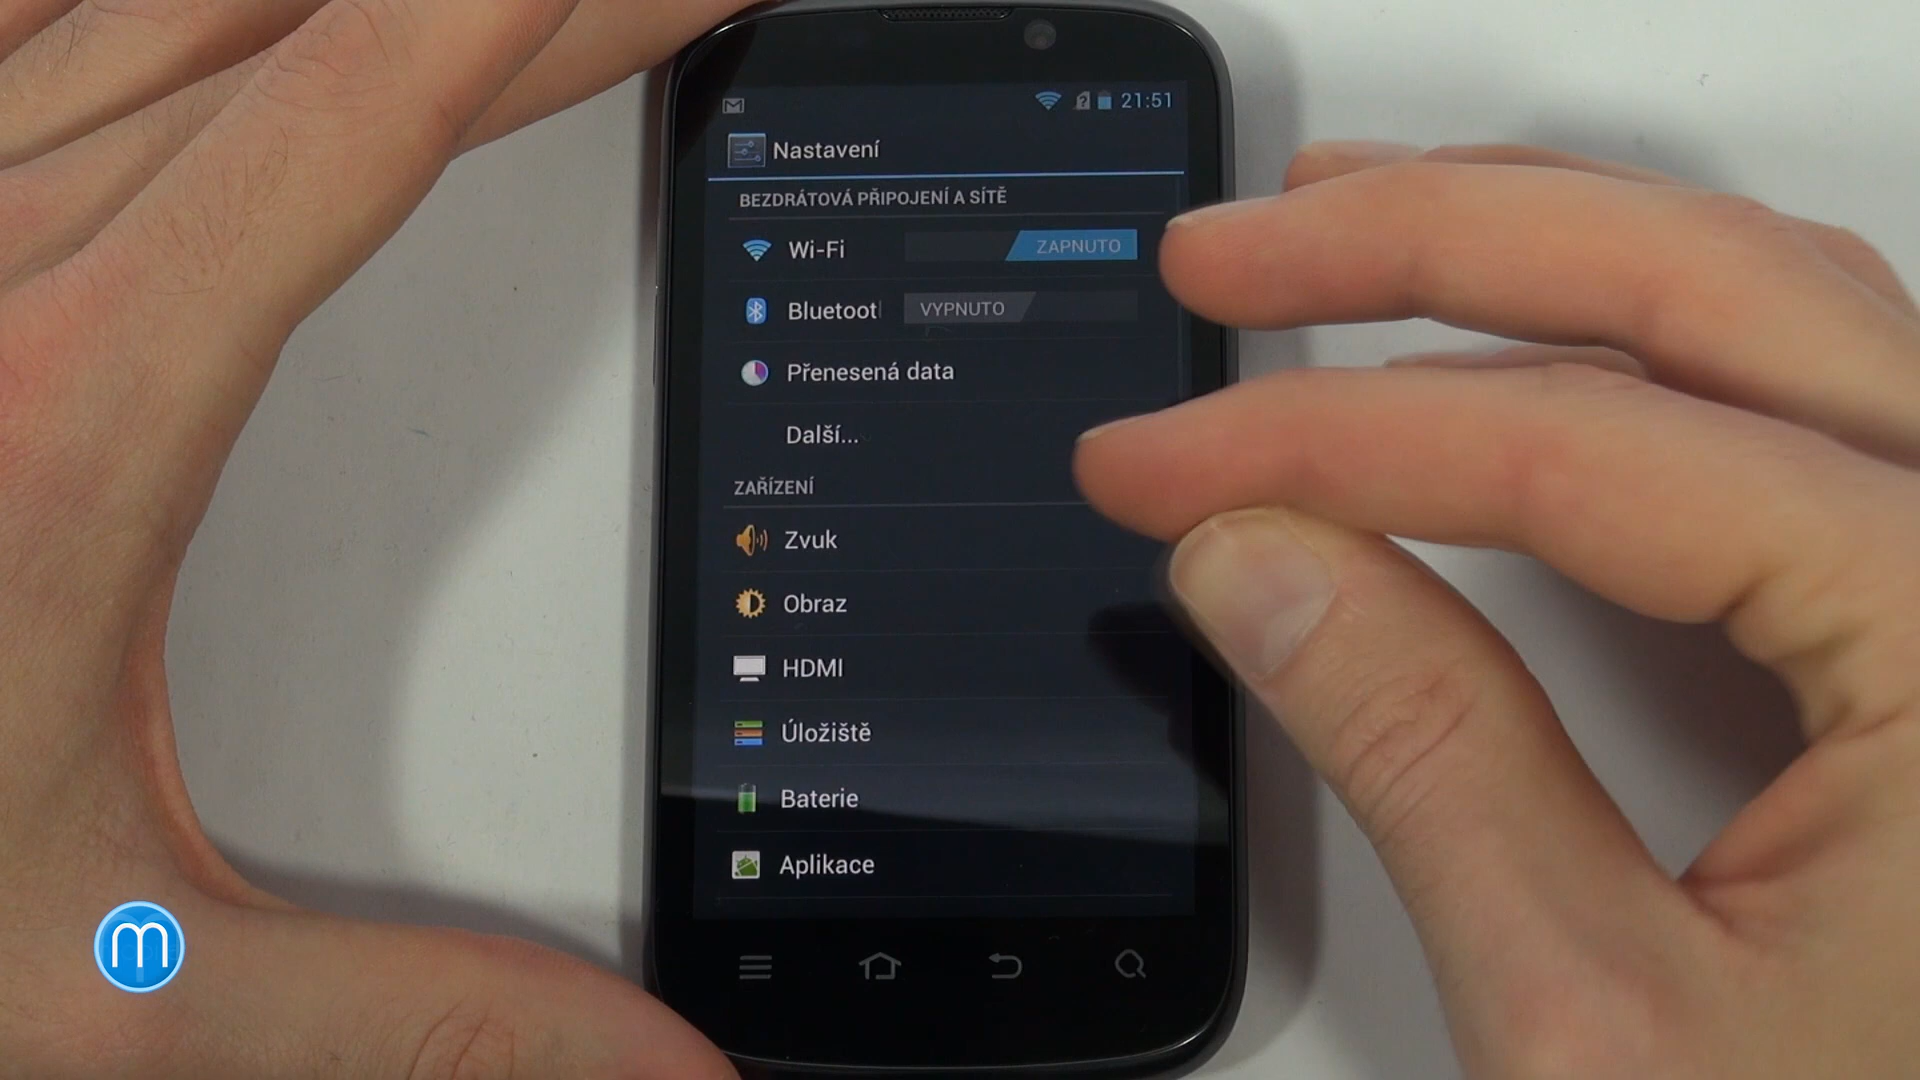 21:51
Nastavení
BEZDRÁTOVÁ PŘIPOJENÍ A SÍTĚ
Wi-Fi ZAPNUTO
Bluetoot VYPNUTO
Přenesená data
Další...
ZAŘÍZENÍ
Zvuk
Obraz
HDMI
Úložiště
Baterie
Aplikace
m